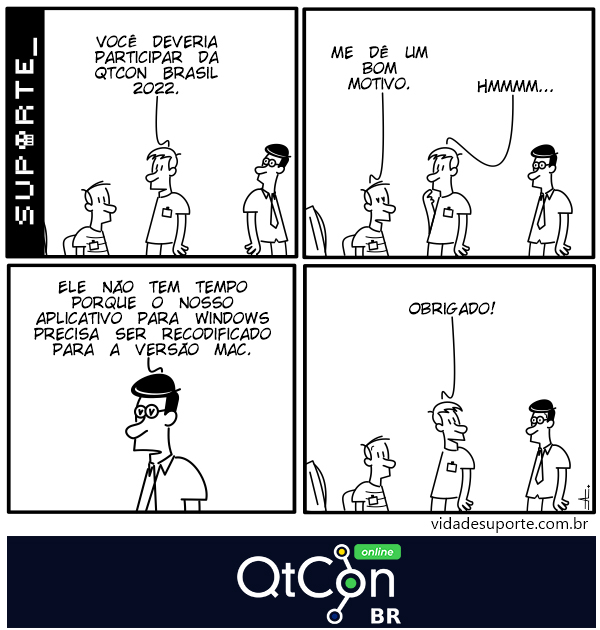 SUPORTE_
VOCÊ DEVERIA
PARTICIPAR DA
QTCON BRASIL
2022.
ME DÊ UM
BOM
MOTIVO.
HMMMM...
ELE NÃO TEM TEMPO
PORQUE O NOSSO
APLICATIVO PARA WINDOWS
PRECISA SER RECODIFICADO
PARA A VERSÃO MAC.
OBRIGADO!
vidadesuporte.com.br
online
QtCon
BR